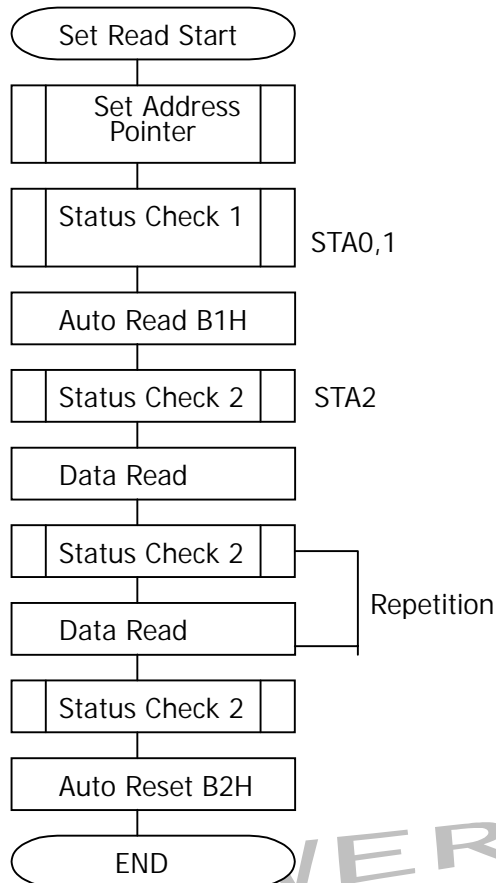 Set Read Start
Set Address
Pointer
Status Check 1
STA0,1
Auto Read B1H
Status Check 2
STA2
Data Read
Status Check 2
Repetition
Data Read
Status Check 2
Auto Reset B2H
END